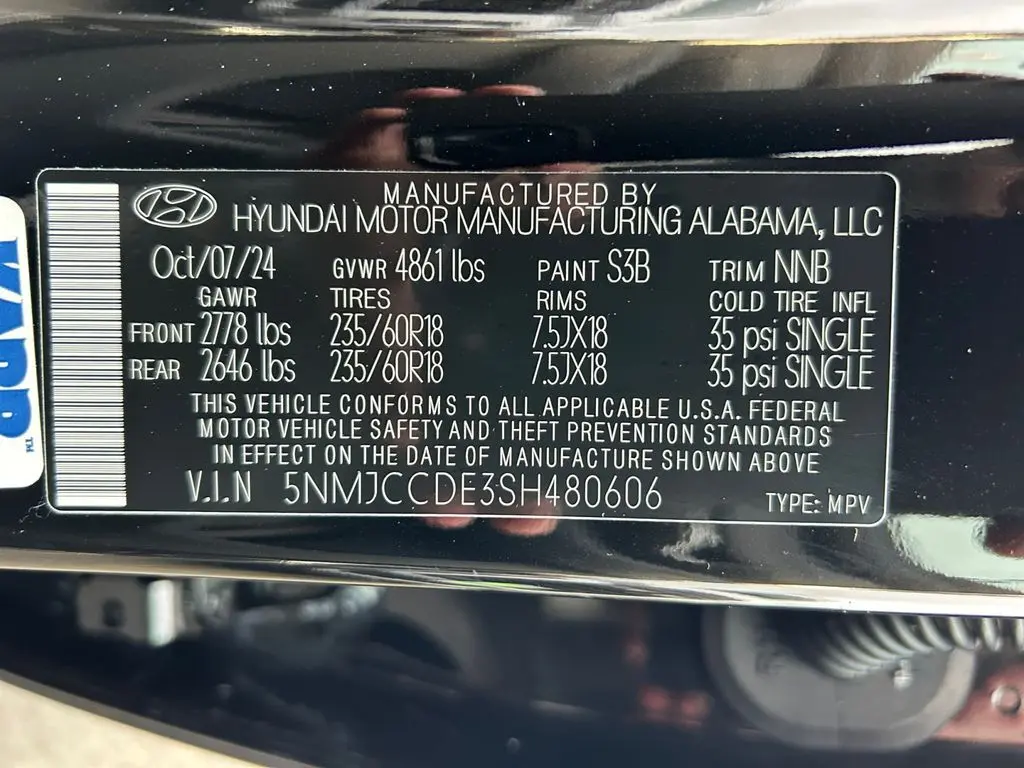 MANUFACTURED BY
HYUNDAI MOTOR MANUFACTURING ALABAMA, LLC
Oct/07/24 GVWR 4861 lbs PAINT S3B TRIM NNB
GAWR TIRES RIMS COLD TIRE INFL
FRONT 2778 lbs 235/60R18 7.5JX18 35 psi SINGLE
REAR 2646 lbs 235/60R18 7.5JX18 35 psi SINGLE
THIS VEHICLE CONFORMS TO ALL APPLICABLE U.S.A. FEDERAL
MOTOR VEHICLE SAFETY AND THEFT PREVENTION STANDARDS
IN EFFECT ON THE DATE OF MANUFACTURE SHOWN ABOVE
V.I.N 5NMJCCDE3SH480606 TYPE: MPV